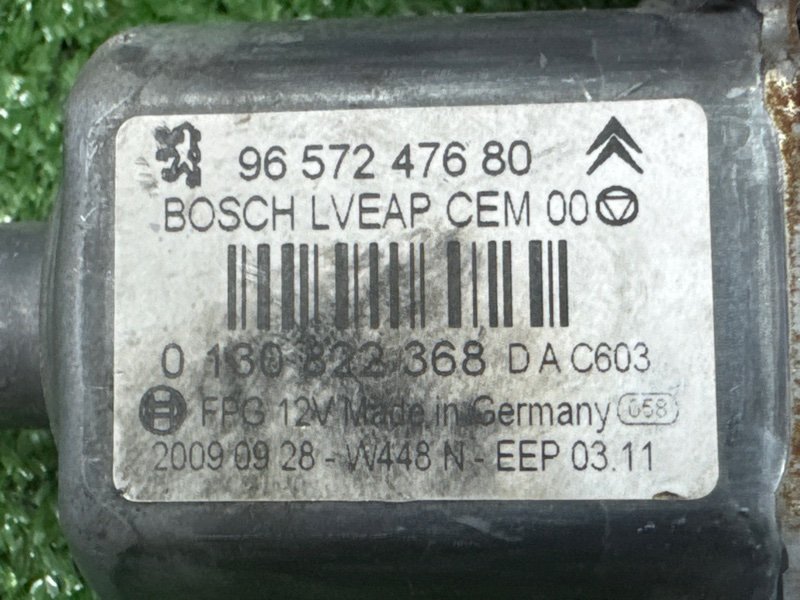 96 572 476 80
BOSCH LVEAP CEM 00
0 130 822 368 D A C603
FPG 12V Made in Germany 058
2009 09 28 - W448 N - EEP 03.11